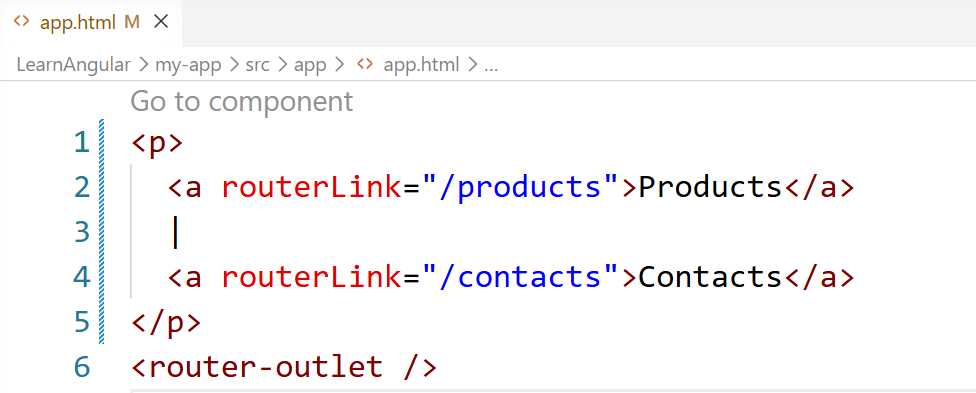 <> app.html M ×
LearnAngular > my-app > src > app > <> app.html > ...
Go to component
1 <p>
2   <a routerLink="/products">Products</a>
3   |
4   <a routerLink="/contacts">Contacts</a>
5 </p>
6 <router-outlet />